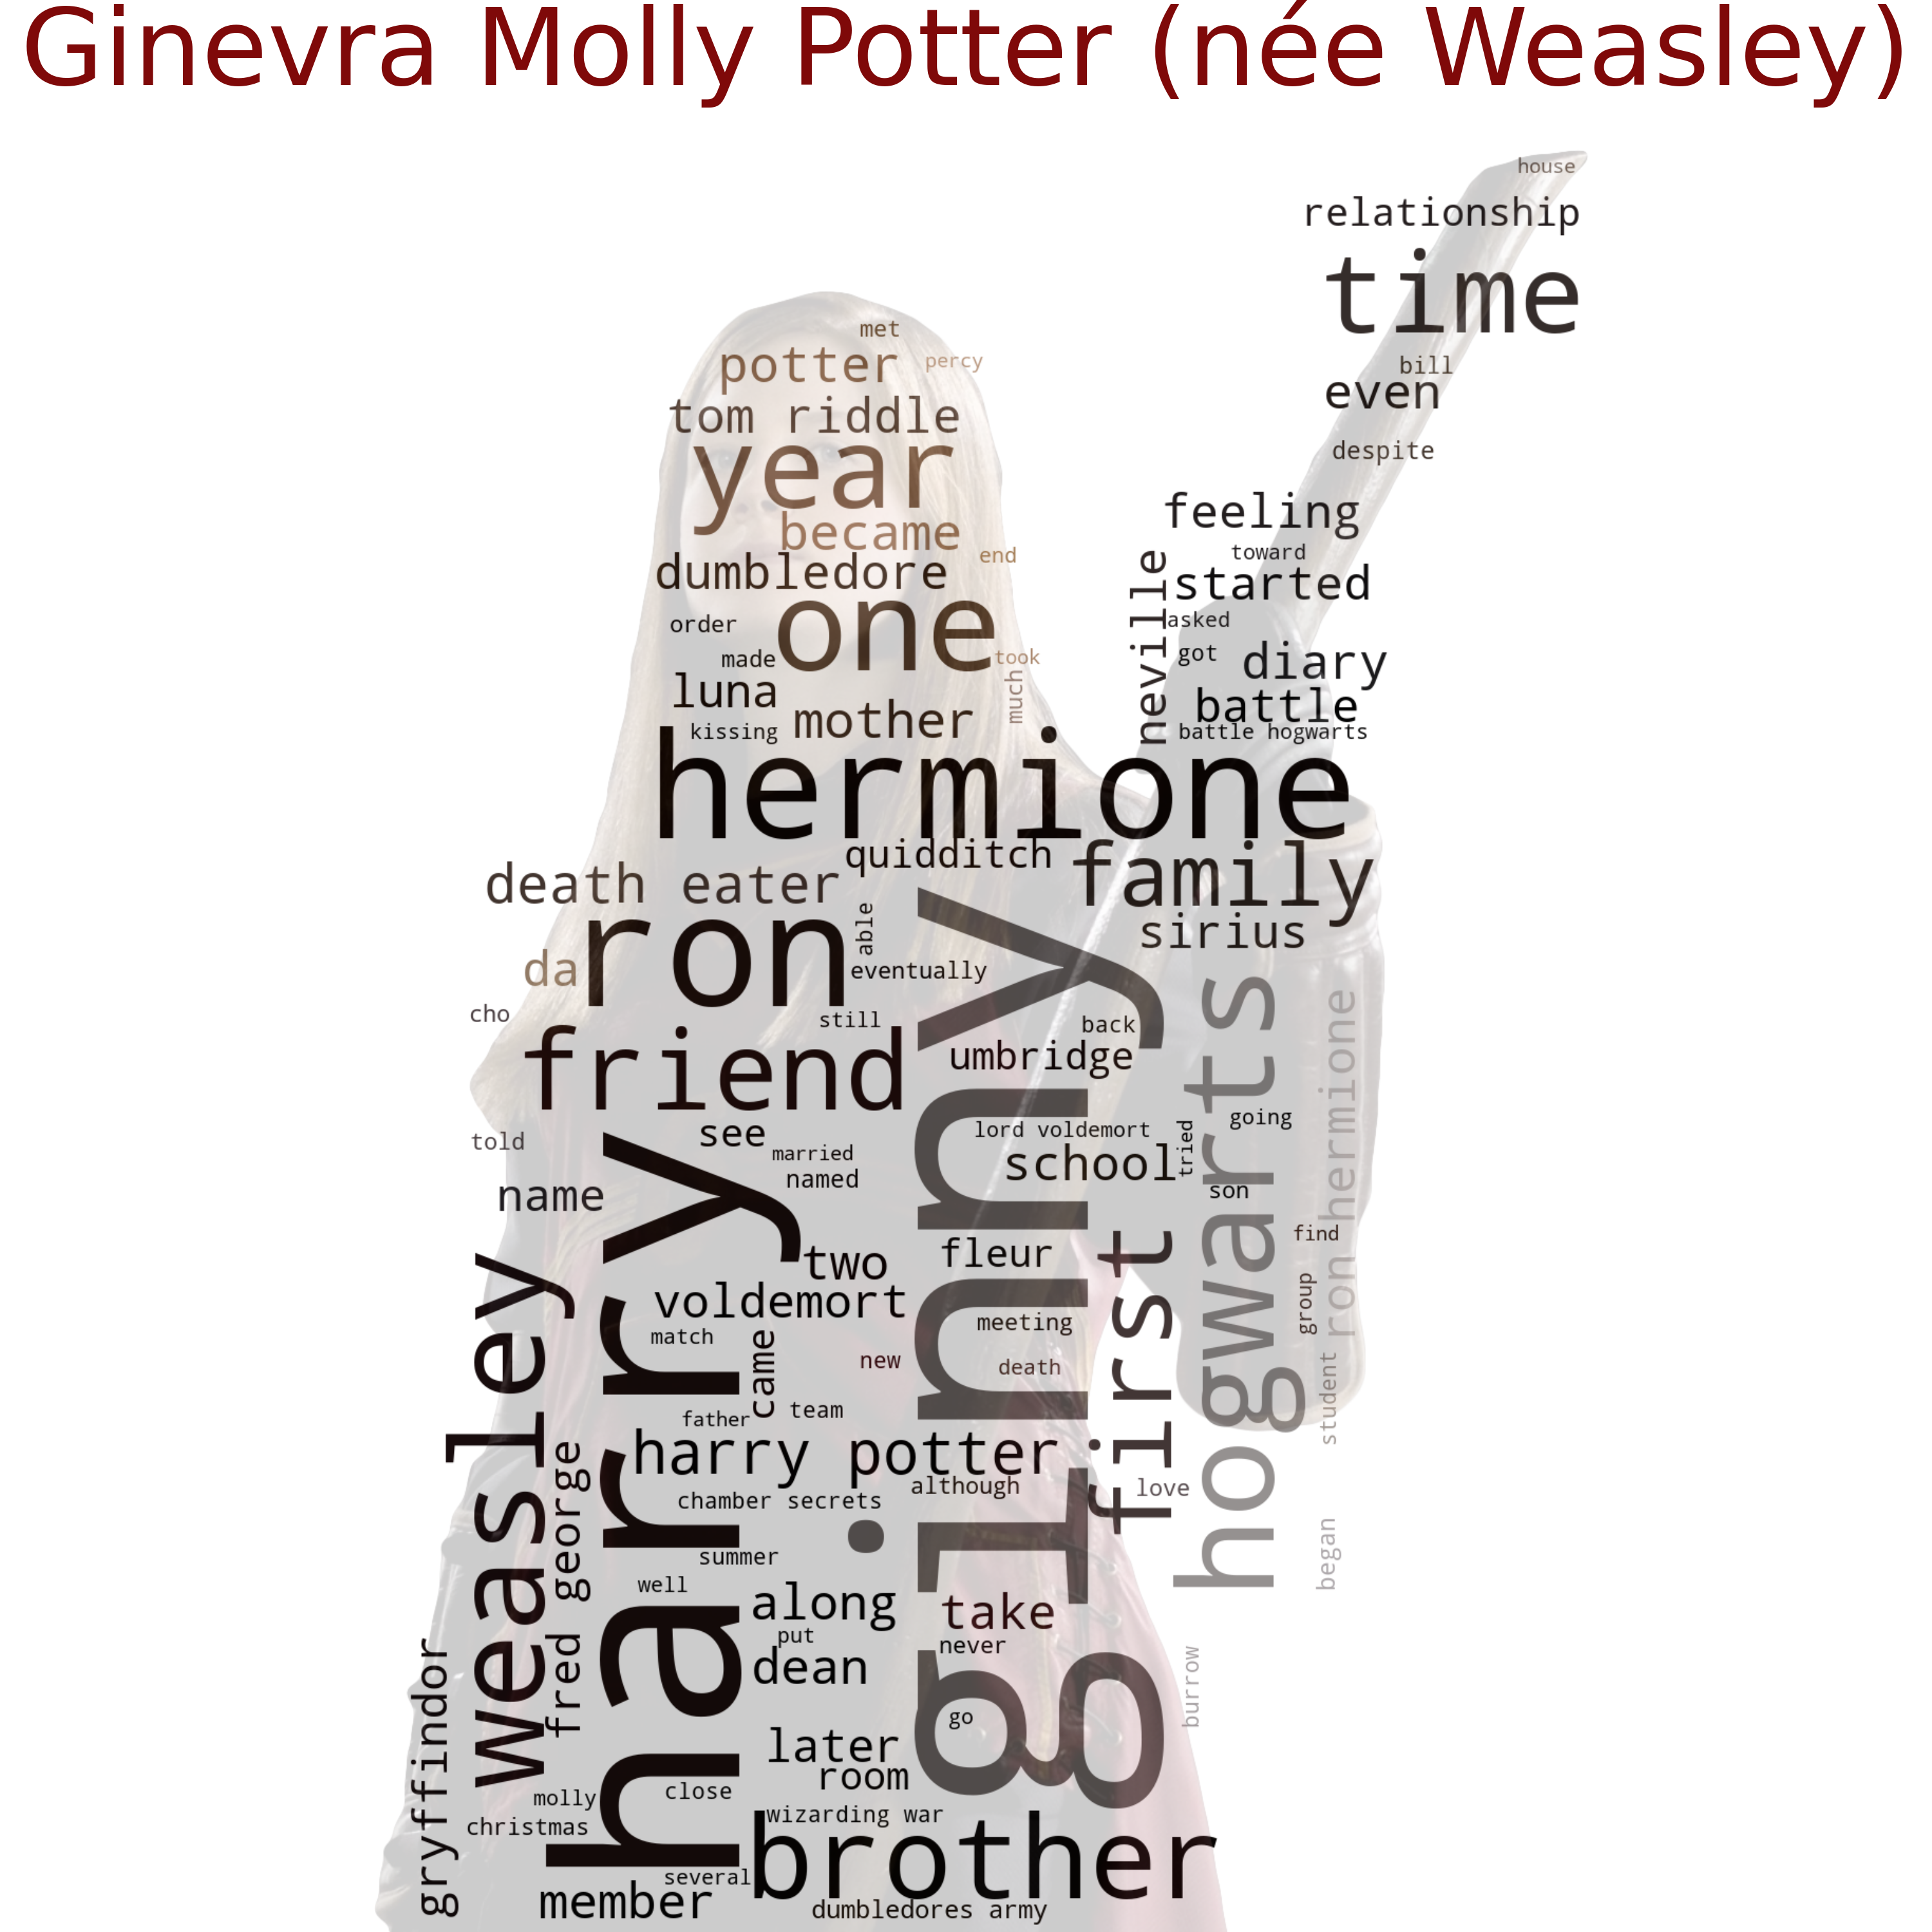 Ginevra Molly Potter (née Weasley)
house
relationship
time
met
potter
percy
bill
even
tom riddle
despite
year
feeling
became
end
toward
dumbledore
neville
started
one
order
asked
made
took
got
diary
luna
much
battle
mother
kissing
battle hogwarts
hermione
quidditch
family
death eater
able
sirius
ron
da
eventually
ginny
hogwarts
ron hermione
cho
still
back
friend
umbridge
going
told
see
lord voldemort
tried
married
school
harry
named
name
son
first
find
two
fleur
weasley
voldemort
group
match
meeting
came
new
death
student
father
team
harry potter
fred george
although
love
chamber secrets
began
summer
well
along
take
put
never
dean
burrow
gryffindor
go
later
room
close
molly
wizarding war
christmas
brother
several
member
dumbledores army